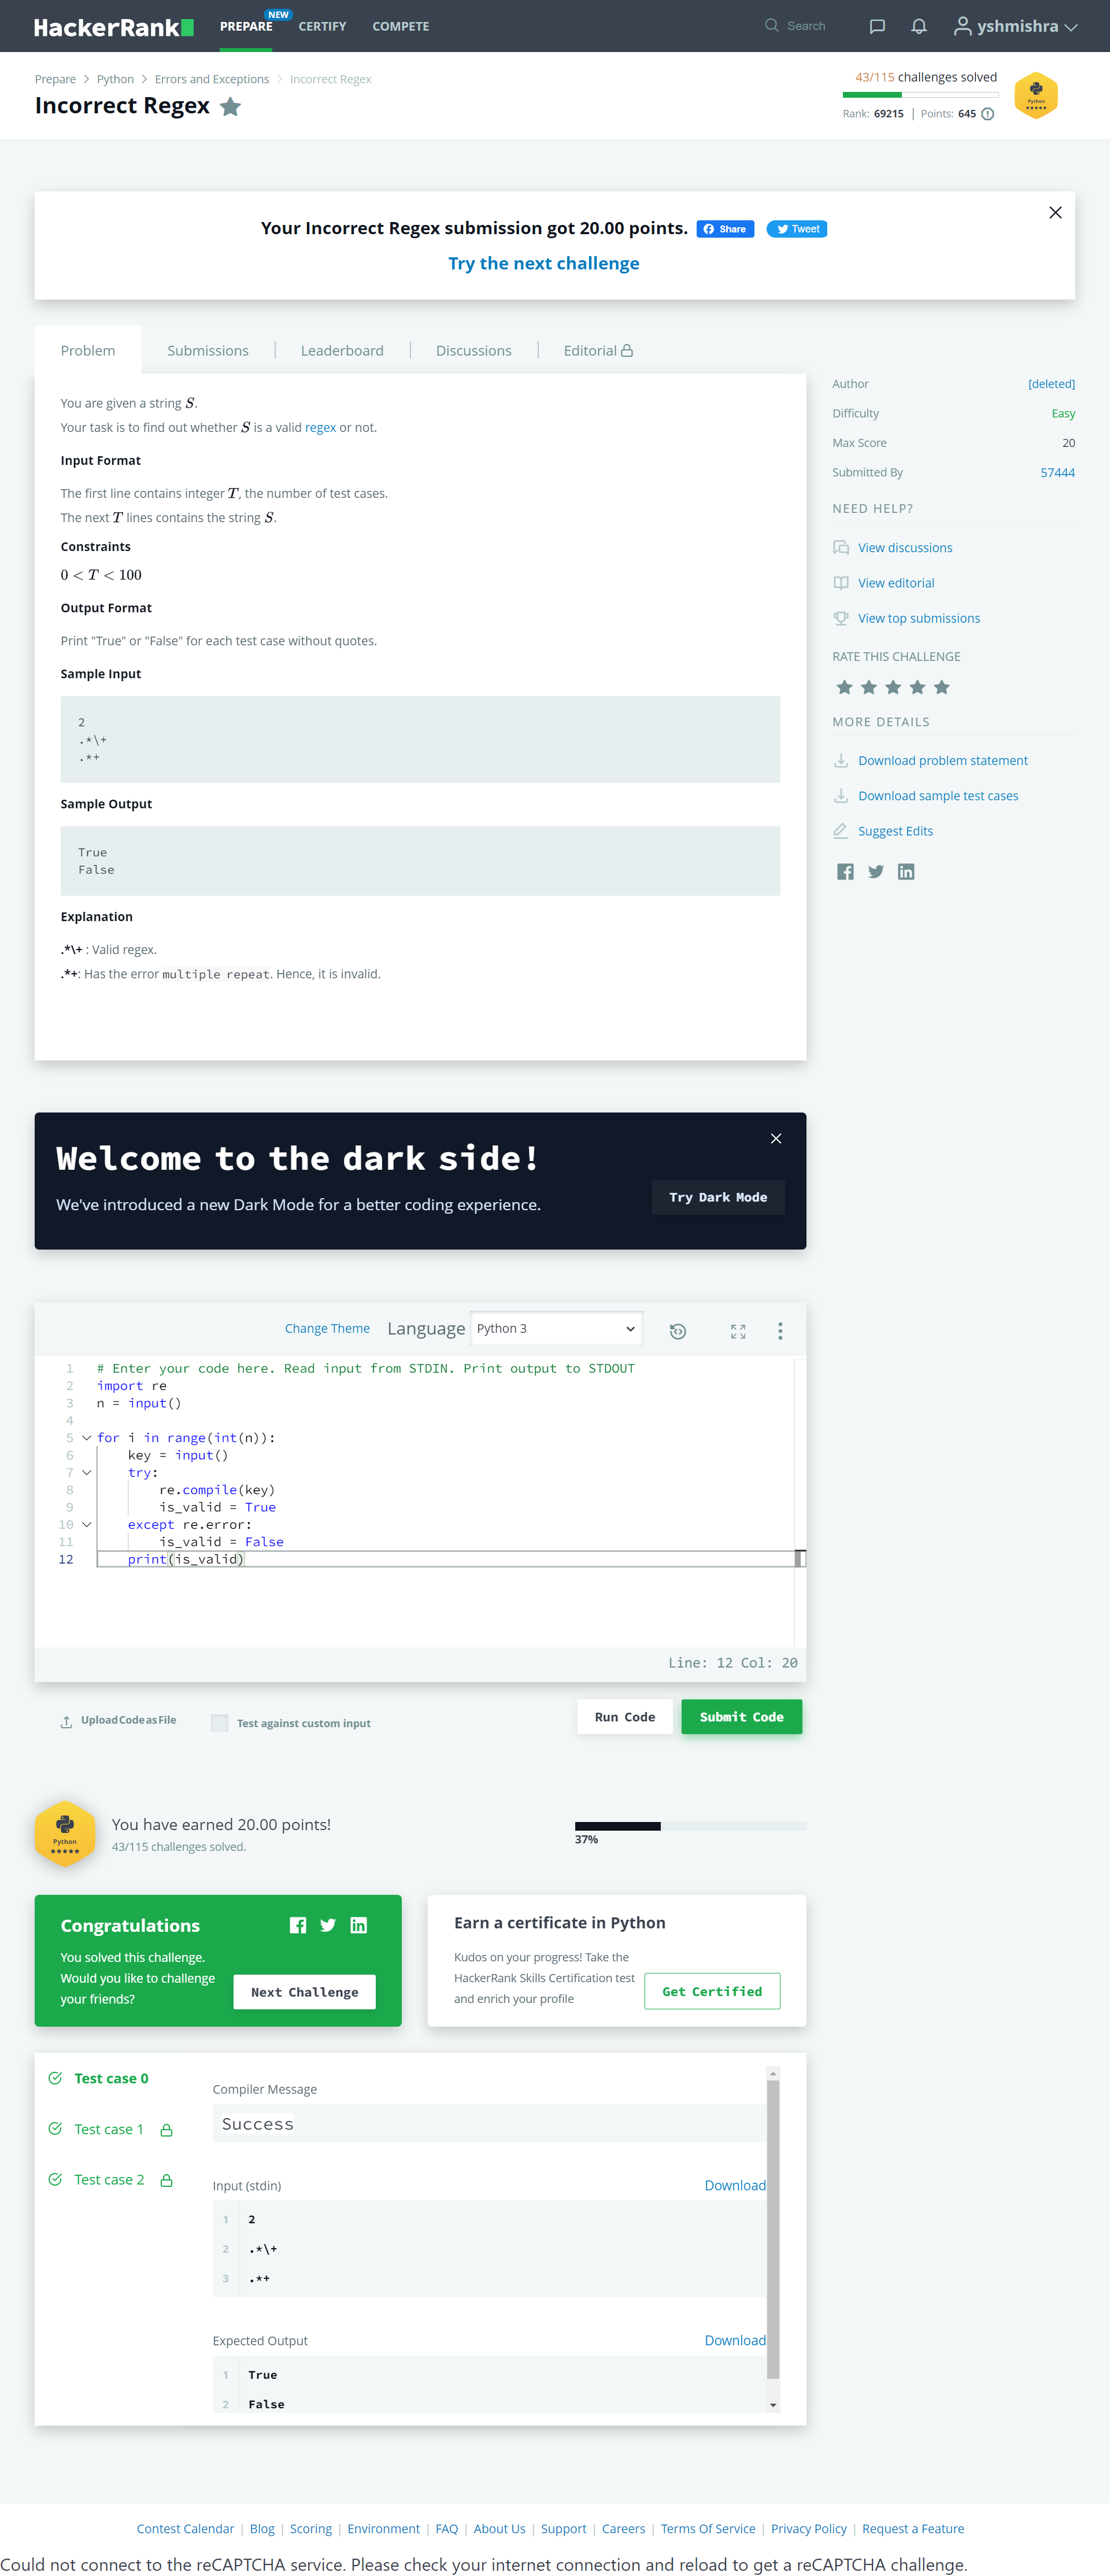 HackerRank
PREPARE
NEW
CERTIFY
COMPETE
Search
yshmishra
Prepare > Python > Errors and Exceptions > Incorrect Regex
Incorrect Regex
43/115 challenges solved
Rank: 69215 | Points: 645
Python
Your Incorrect Regex submission got 20.00 points.
Share
Tweet
Try the next challenge
Problem
Submissions
Leaderboard
Discussions
Editorial
You are given a string S.
Your task is to find out whether S is a valid regex or not.
Input Format
The first line contains integer T, the number of test cases.
The next T lines contains the string S.
Constraints
0 < T < 100
Output Format
Print "True" or "False" for each test case without quotes.
Sample Input
2
.*\+
.*+
Sample Output
True
False
Explanation
.*\+ : Valid regex.
.*+: Has the error multiple repeat. Hence, it is invalid.
Author [deleted]
Difficulty Easy
Max Score 20
Submitted By 57444
NEED HELP?
View discussions
View editorial
View top submissions
RATE THIS CHALLENGE
MORE DETAILS
Download problem statement
Download sample test cases
Suggest Edits
Welcome to the dark side!
We've introduced a new Dark Mode for a better coding experience.
Try Dark Mode
Change Theme
Language
Python 3
1 # Enter your code here. Read input from STDIN. Print output to STDOUT
2 import re
3 n = input()
4
5 for i in range(int(n)):
6     key = input()
7     try:
8         re.compile(key)
9         is_valid = True
10     except re.error:
11         is_valid = False
12     print(is_valid)
Line: 12 Col: 20
Upload Code as File
Test against custom input
Run Code
Submit Code
Python
You have earned 20.00 points!
43/115 challenges solved.
37%
Congratulations
You solved this challenge.
Would you like to challenge
your friends?
Next Challenge
Earn a certificate in Python
Kudos on your progress! Take the
HackerRank Skills Certification test
and enrich your profile
Get Certified
Test case 0
Test case 1
Test case 2
Compiler Message
Success
Input (stdin)
Download
1 2
2 .*\+
3 .*+
Expected Output
Download
1 True
2 False
Contest Calendar | Blog | Scoring | Environment | FAQ | About Us | Support | Careers | Terms Of Service | Privacy Policy | Request a Feature
Could not connect to the reCAPTCHA service. Please check your internet connection and reload to get a reCAPTCHA challenge.